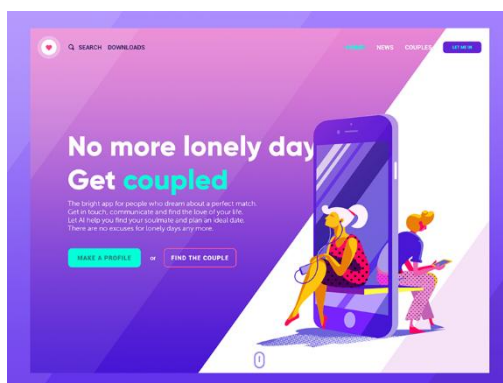 SEARCH DOWNLOADS
NEWS COUPLES LET ME IN
No more lonely day
Get coupled
The bright app for people who dream about a perfect match.
Get in touch, communicate and find the love of your life.
Let AI help you find your soulmate and plan an ideal date.
There are no excuses for lonely days any more.
MAKE A PROFILE or FIND THE COUPLE